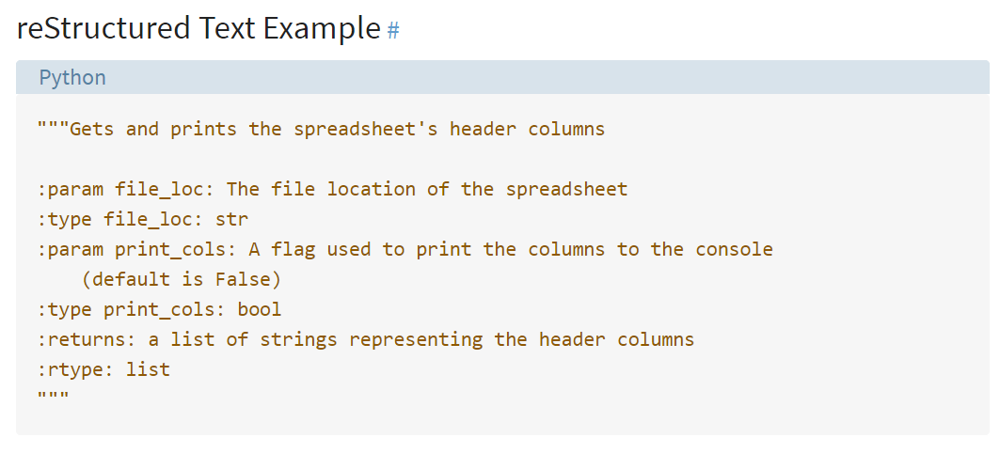 reStructured Text Example #
Python
"""Gets and prints the spreadsheet's header columns
:param file_loc: The file location of the spreadsheet
:type file_loc: str
:param print_cols: A flag used to print the columns to the console
    (default is False)
:type print_cols: bool
:returns: a list of strings representing the header columns
:rtype: list
"""